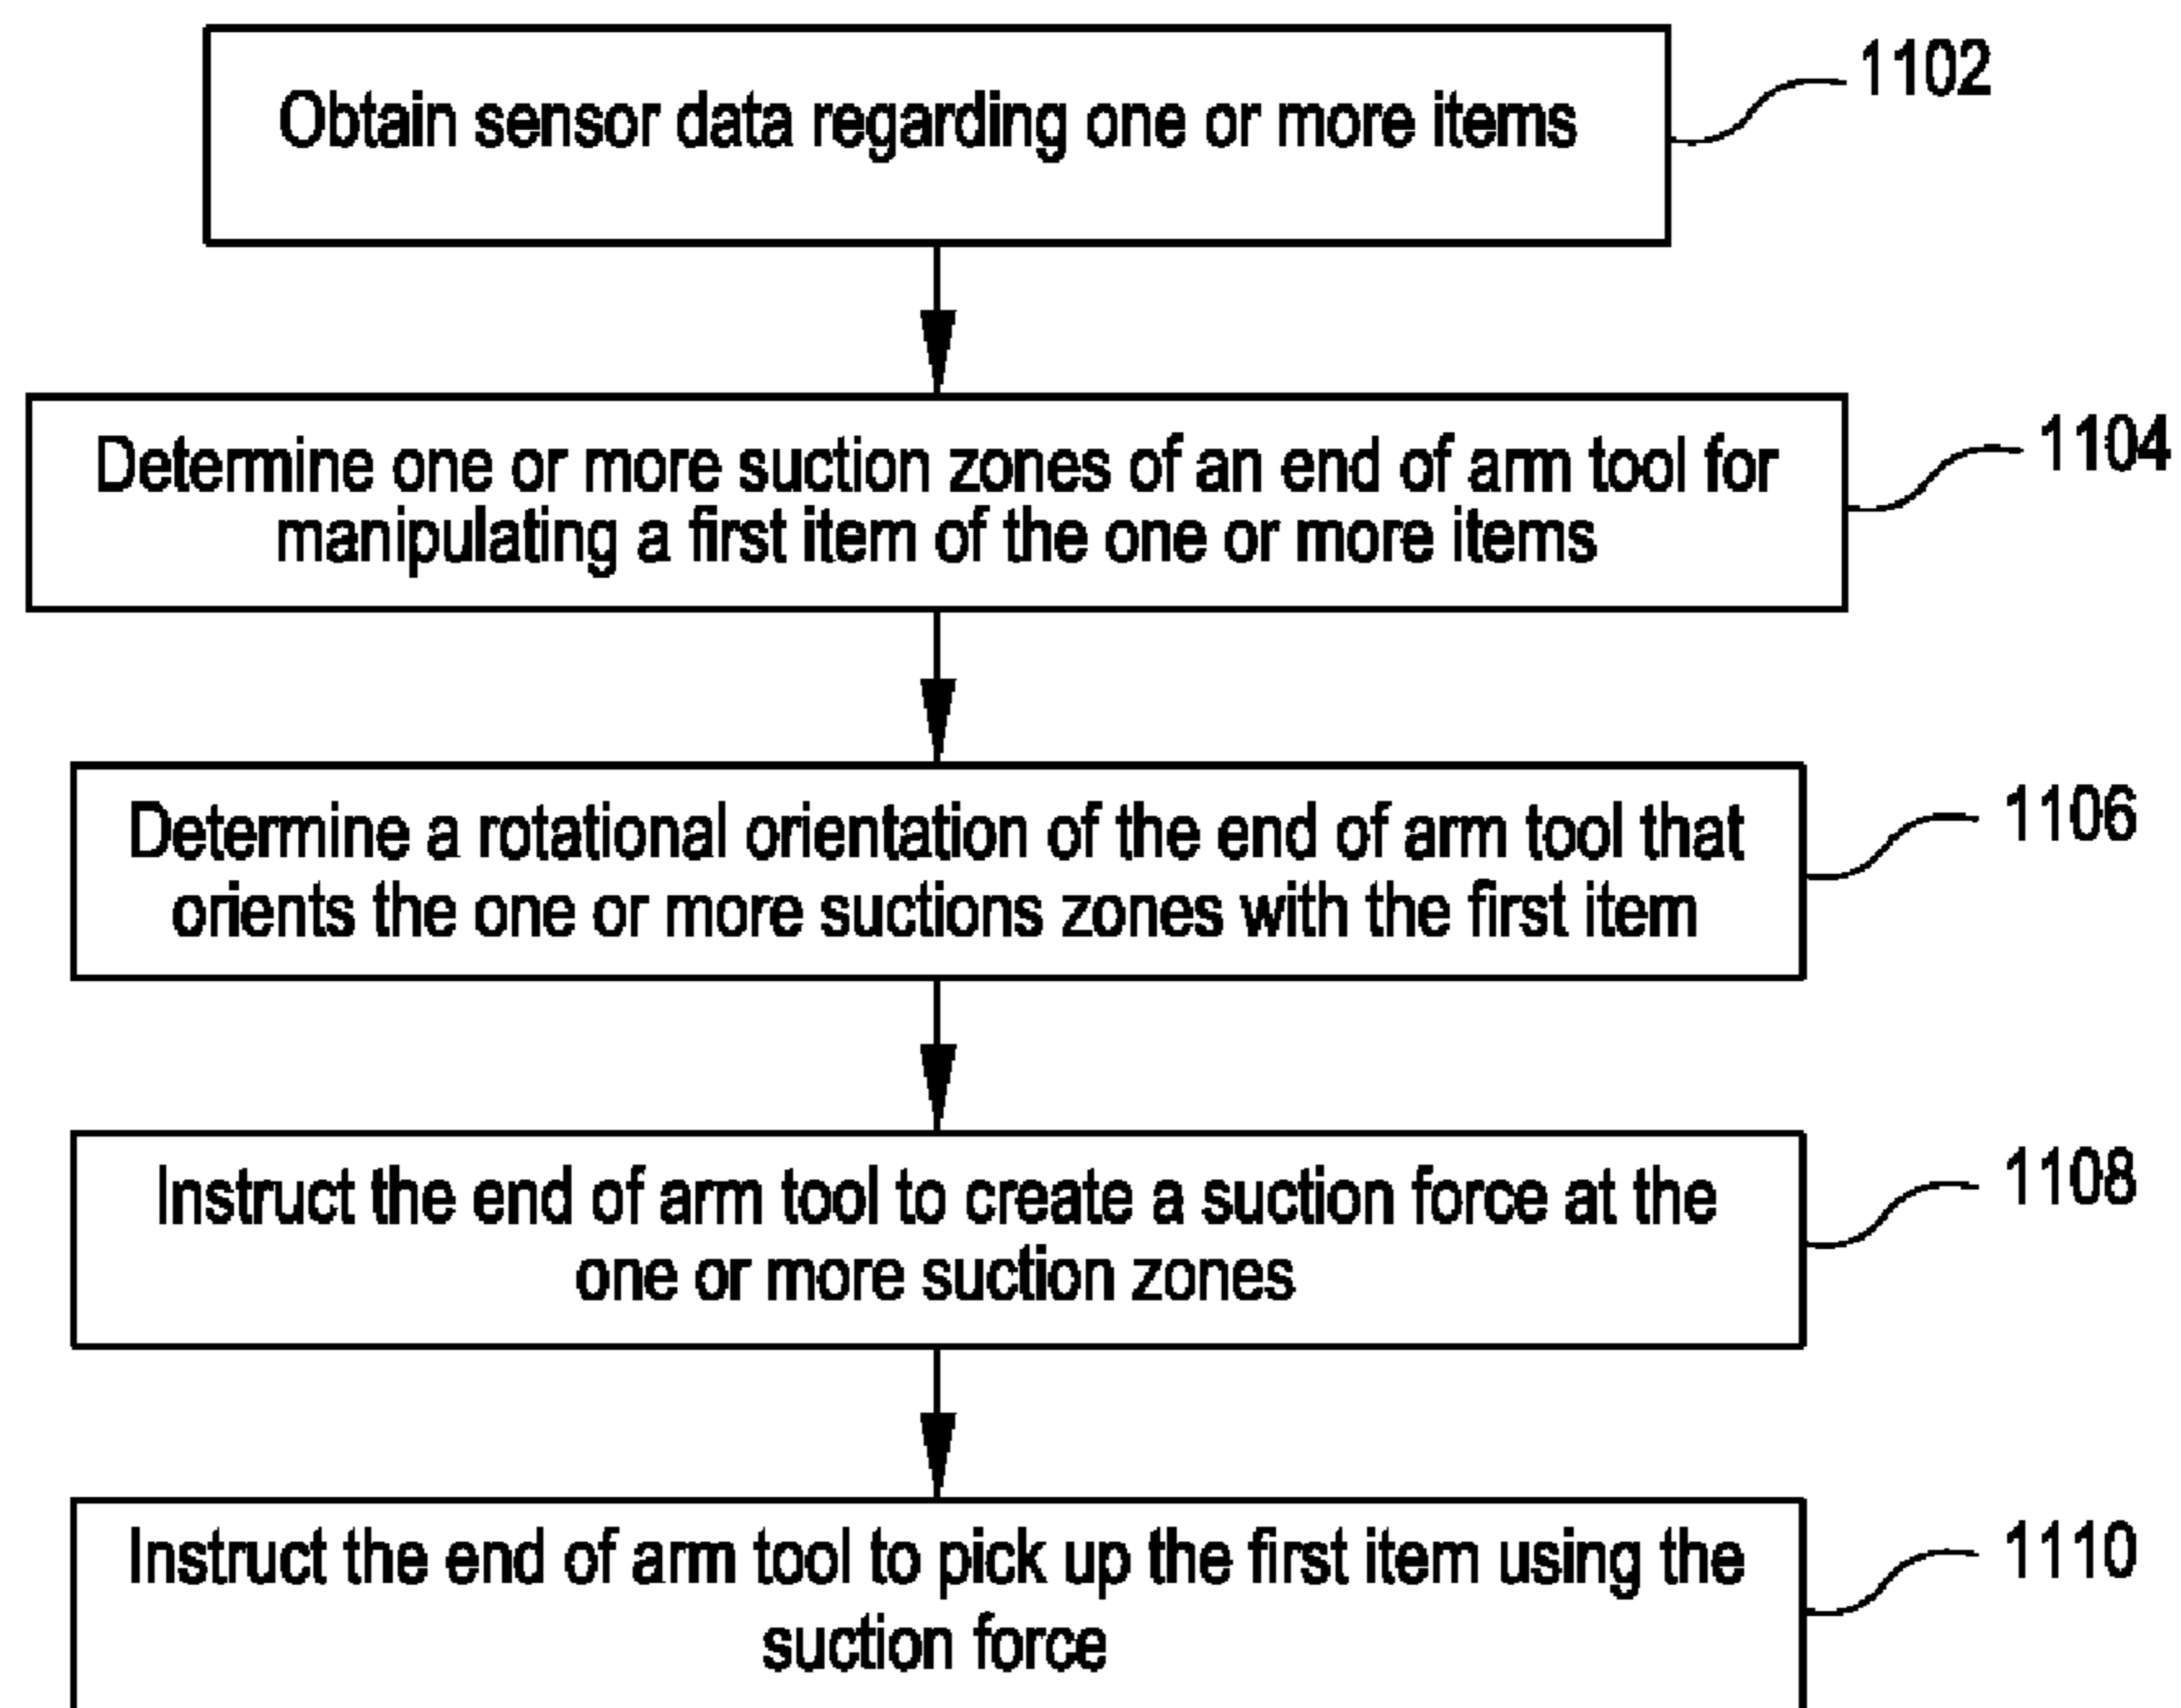 Obtain sensor data regarding one or more items
1102
Determine one or more suction zones of an end of arm tool for
manipulating a first item of the one or more items
1104
Determine a rotational orientation of the end of arm tool that
orients the one or more suctions zones with the first item
1106
Instruct the end of arm tool to create a suction force at the
one or more suction zones
1108
Instruct the end of arm tool to pick up the first item using the
suction force
1110